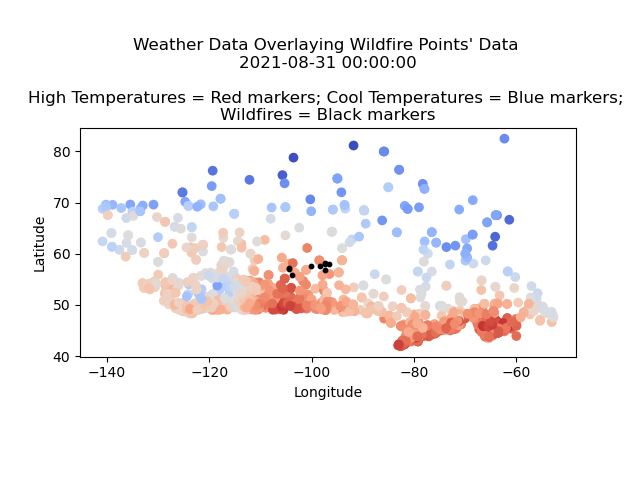 Weather Data Overlaying Wildfire Points' Data
2021-08-31 00:00:00
High Temperatures = Red markers; Cool Temperatures = Blue markers;
Wildfires = Black markers
80
70
60
50
40
Latitude
−140 −120 −100 −80 −60
Longitude